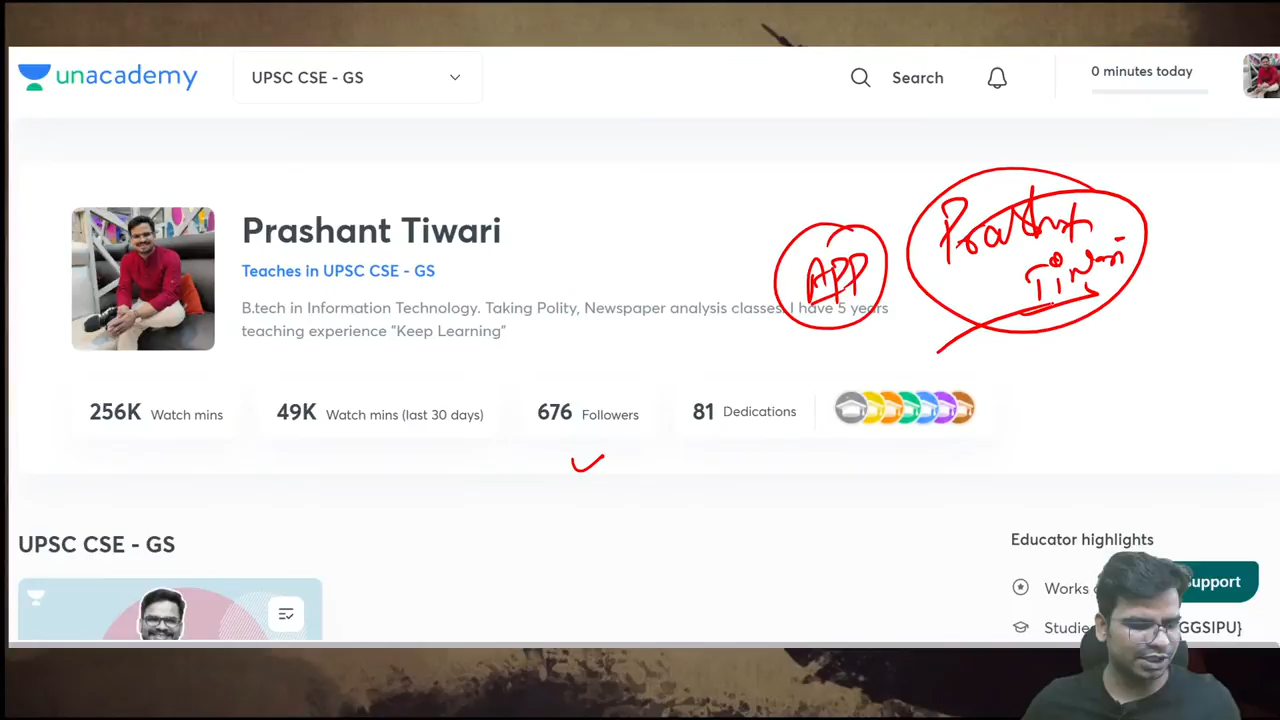 unacademy
UPSC CSE - GS
Search
0 minutes today
Prashant Tiwari
Teaches in UPSC CSE - GS
B.tech in Information Technology. Taking Polity, Newspaper analysis classes. I have 5 years
teaching experience "Keep Learning"
APP
Prashant
Tiwari
256K Watch mins
49K Watch mins (last 30 days)
676 Followers
81 Dedications
UPSC CSE - GS
Educator highlights
Works
Support
Studie
GGSIPU}